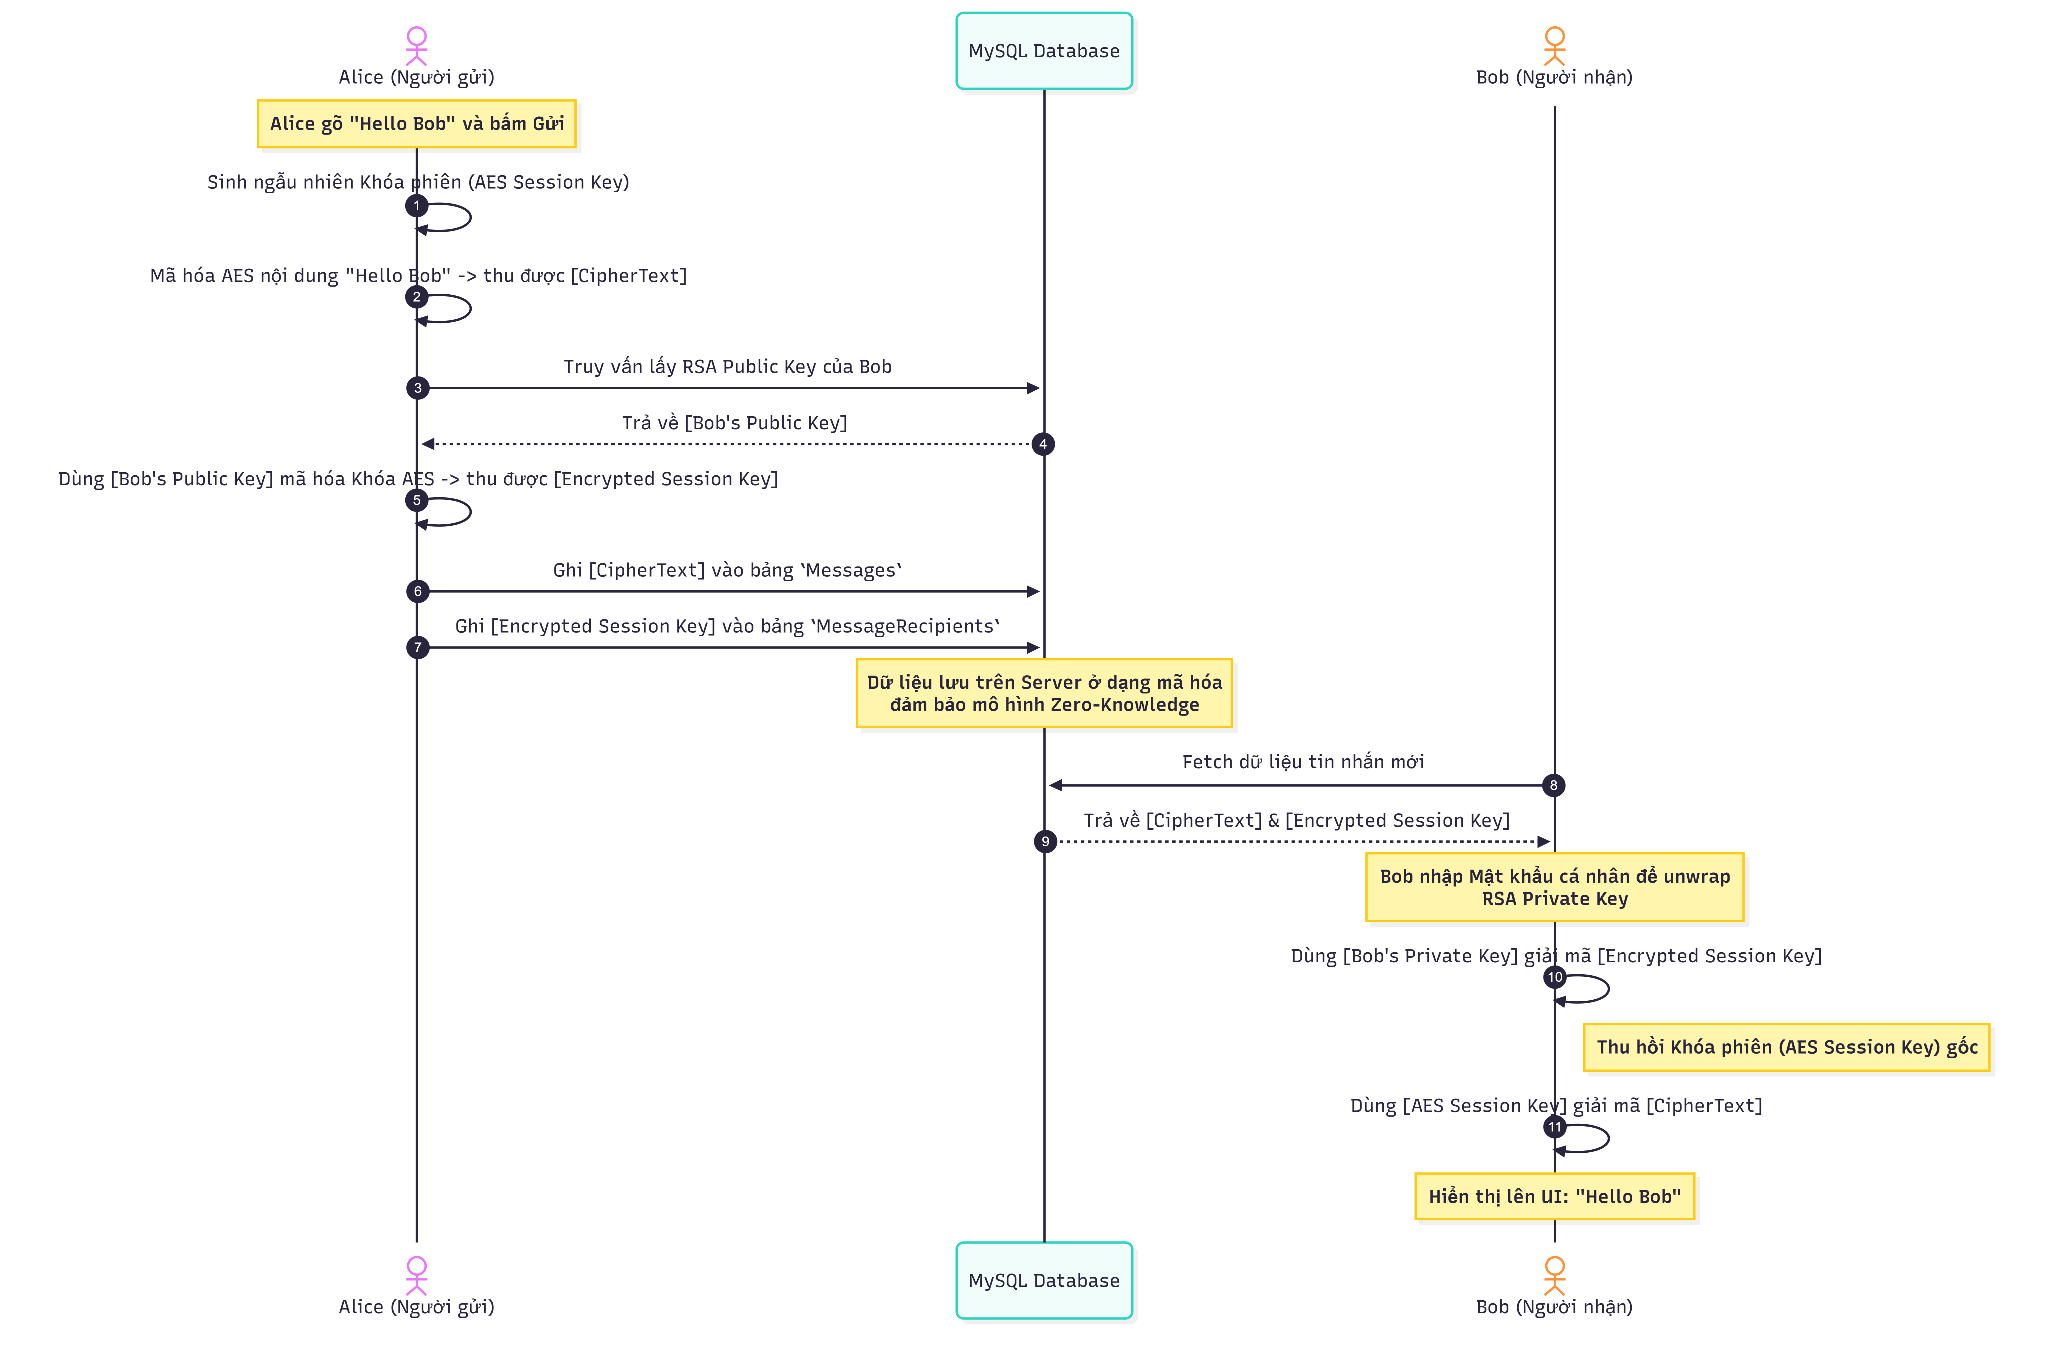 Alice (Người gửi)
MySQL Database
Bob (Người nhận)
Alice gõ "Hello Bob" và bấm Gửi
Sinh ngẫu nhiên Khóa phiên (AES Session Key)
1
Mã hóa AES nội dung "Hello Bob" -> thu được [CipherText]
2
Truy vấn lấy RSA Public Key của Bob
3
Trả về [Bob's Public Key]
4
Dùng [Bob's Public Key] mã hóa Khóa AES -> thu được [Encrypted Session Key]
5
Ghi [CipherText] vào bảng `Messages`
6
Ghi [Encrypted Session Key] vào bảng `MessageRecipients`
7
Dữ liệu lưu trên Server ở dạng mã hóa
đảm bảo mô hình Zero-Knowledge
Fetch dữ liệu tin nhắn mới
8
Trả về [CipherText] & [Encrypted Session Key]
9
Bob nhập Mật khẩu cá nhân để unwrap
RSA Private Key
Dùng [Bob's Private Key] giải mã [Encrypted Session Key]
10
Thu hồi Khóa phiên (AES Session Key) gốc
Dùng [AES Session Key] giải mã [CipherText]
11
Hiển thị lên UI: "Hello Bob"
Alice (Người gửi)
MySQL Database
Bob (Người nhận)